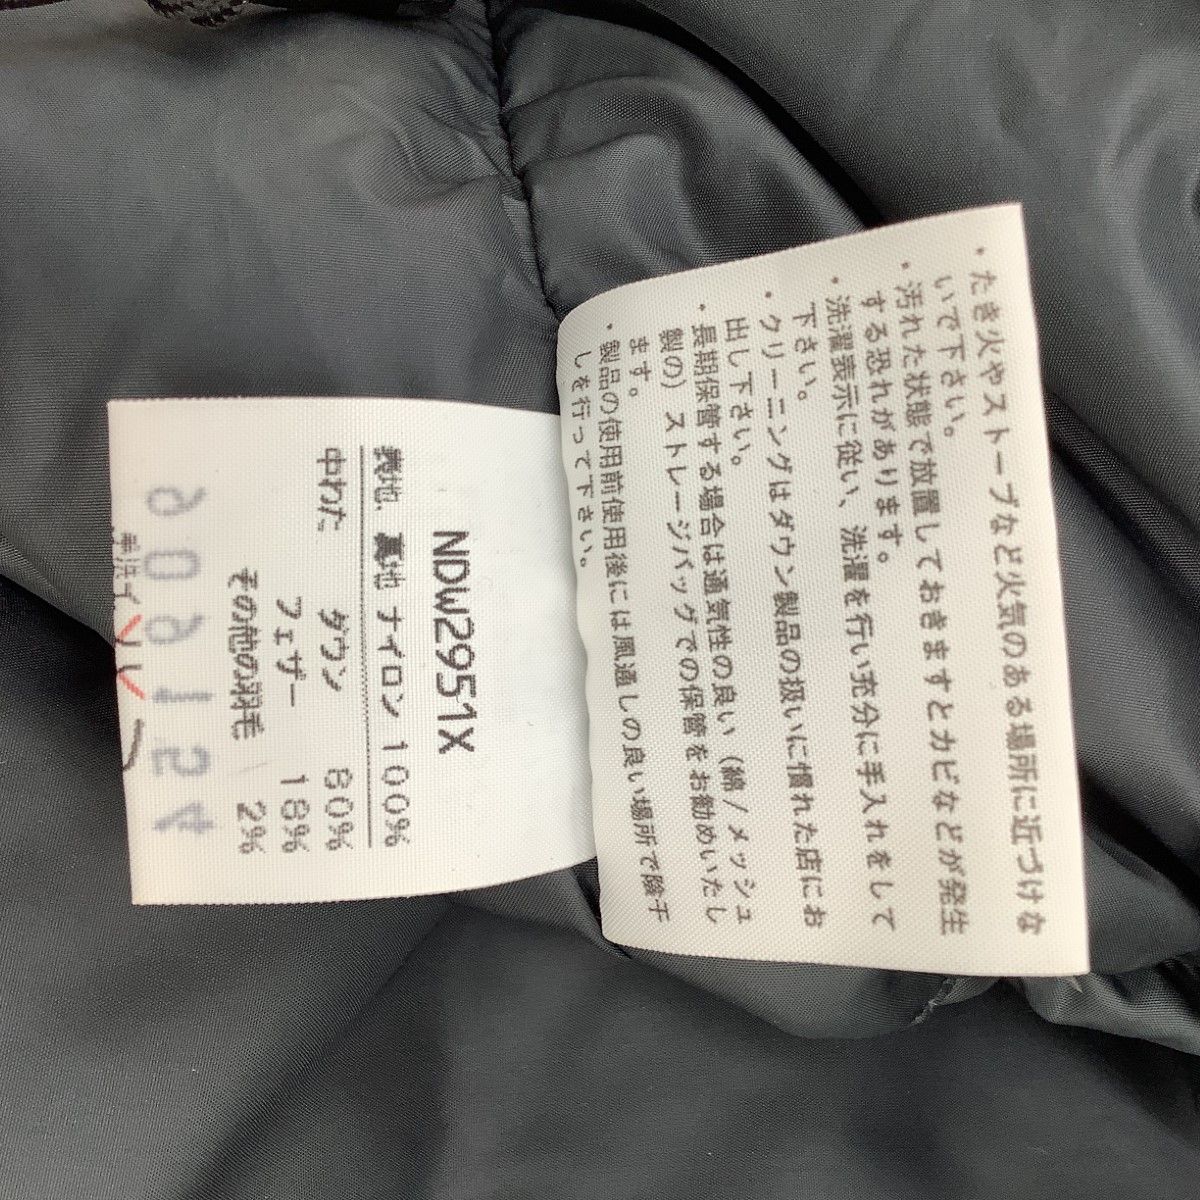 ・たき火やストーブなど火気のある場所に近づけな
いで下さい。
・汚れた状態で放置しておきますとカビなどが発生
する恐れがあります。
・洗濯表示に従い、洗濯を行い充分に手入れをして
下さい。
・クリーニングはダウン製品の扱いに慣れた店にお
出し下さい。
・長期保管する場合は通気性の良い（綿/メッシュ
製の）ストレージバッグでの保管をお勧めいたし
ます。
・製品の使用前使用後には風通しの良い場所で陰干
しを行って下さい。
NDW2951X
表地. 裏地 ナイロン 100%
中わた ダウン 80%
フェザー 18%
その他の羽毛 2%